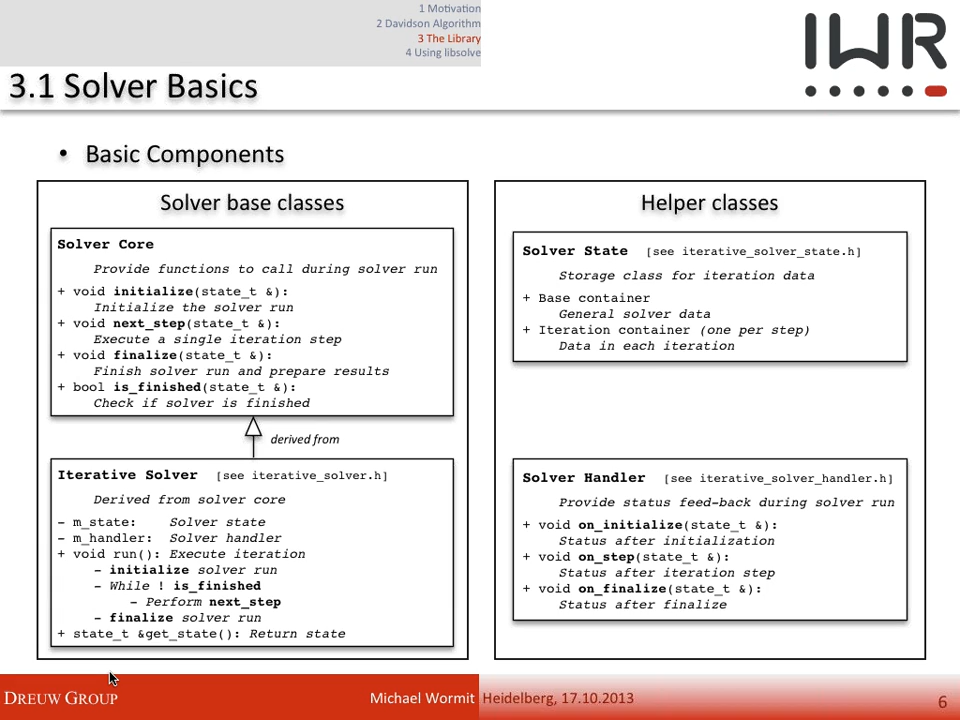 1 Motivation
2 Davidson Algorithm
3 The Library
4 Using libsolve
IWR
3.1 Solver Basics
• Basic Components
Solver base classes
Solver Core
Provide functions to call during solver run
+ void initialize(state_t &):
Initialize the solver run
+ void next_step(state_t &):
Execute a single iteration step
+ void finalize(state_t &):
Finish solver run and prepare results
+ bool is_finished(state_t &):
Check if solver is finished
derived from
Iterative Solver [see iterative_solver.h]
Derived from solver core
- m_state: Solver state
- m_handler: Solver handler
+ void run(): Execute iteration
- initialize solver run
- While ! is_finished
- Perform next_step
- finalize solver run
+ state_t &get_state(): Return state
Helper classes
Solver State [see iterative_solver_state.h]
Storage class for iteration data
+ Base container
General solver data
+ Iteration container (one per step)
Data in each iteration
Solver Handler [see iterative_solver_handler.h]
Provide status feed-back during solver run
+ void on_initialize(state_t &):
Status after initialization
+ void on_step(state_t &):
Status after iteration step
+ void on_finalize(state_t &):
Status after finalize
DREUW GROUP
Michael Wormit Heidelberg, 17.10.2013
6